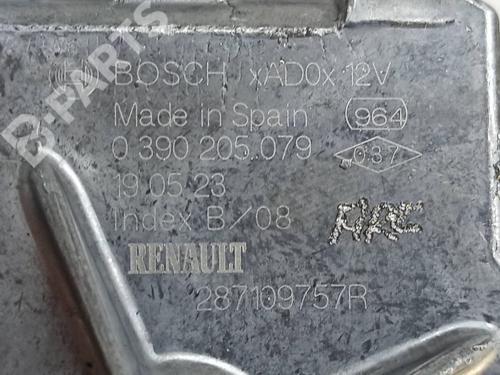 B-PARTS
BOSCH xAD0x 12V
Made in Spain 964
0 390 205 079 037
19.05.23
Index B/08
RENAULT
287109757R